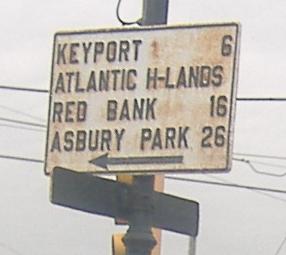 KEYPORT 6
ATLANTIC H-LANDS
RED BANK 16
ASBURY PARK 26